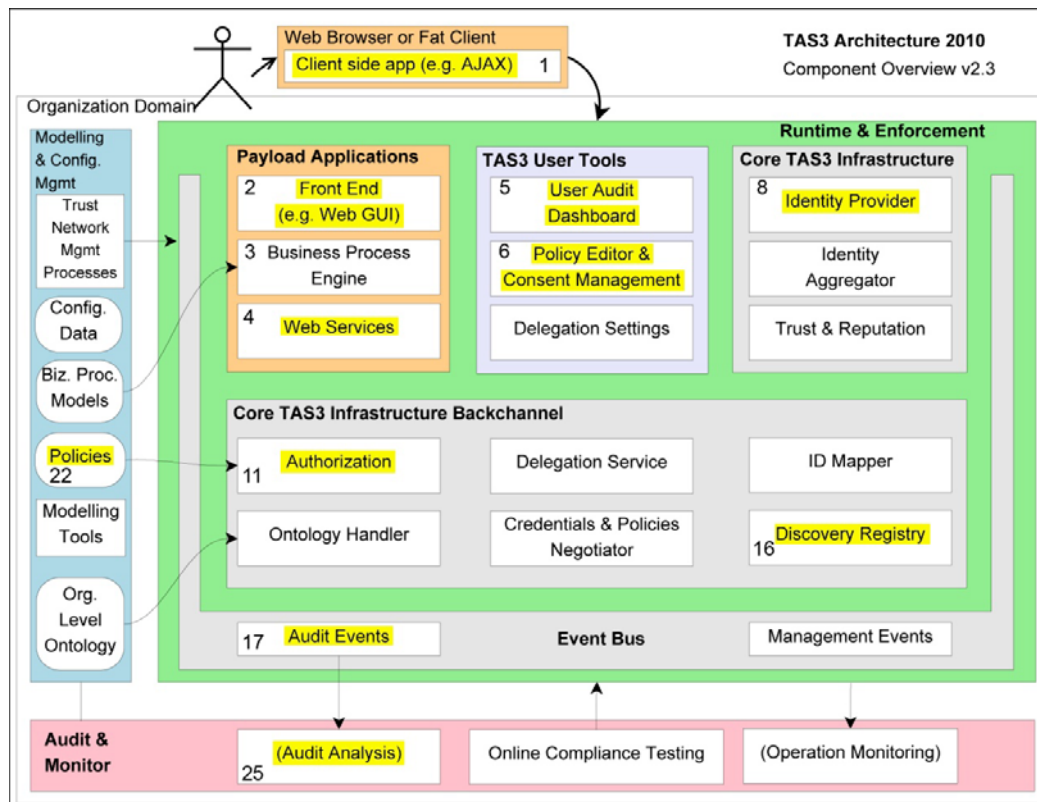 Web Browser or Fat Client
Client side app (e.g. AJAX) 1
TAS3 Architecture 2010
Component Overview v2.3
Organization Domain
Modelling
& Config.
Mgmt
Trust
Network
Mgmt
Processes
Config.
Data
Biz. Proc.
Models
Policies
22
Modelling
Tools
Org.
Level
Ontology
Runtime & Enforcement
Payload Applications
2 Front End
(e.g. Web GUI)
3 Business Process
Engine
4
Web Services
TAS3 User Tools
5 User Audit
Dashboard
6 Policy Editor &
Consent Management
Delegation Settings
Core TAS3 Infrastructure
8
Identity Provider
Identity
Aggregator
Trust & Reputation
Core TAS3 Infrastructure Backchannel
Authorization
11
Delegation Service
ID Mapper
Ontology Handler
Credentials & Policies
Negotiator
Discovery Registry
16
17 Audit Events
Event Bus
Management Events
Audit &
Monitor
(Audit Analysis)
25
Online Compliance Testing
(Operation Monitoring)